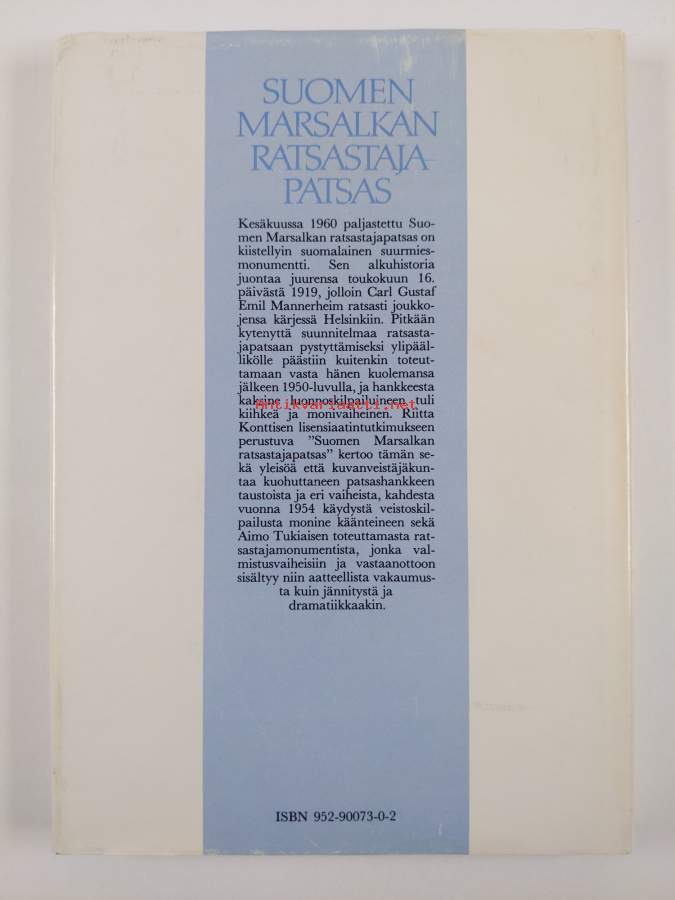 SUOMEN
MARSALKAN
RATSASTAJA-
PATSAS
Kesäkuussa 1960 paljastettu Suo-
men Marsalkan ratsastajapatsas on
kiistellyin suomalainen suurmies-
monumentti. Sen alkuhistoria
juontaa juurensa toukokuun 16.
päivästä 1919, jolloin Carl Gustaf
Emil Mannerheim ratsasti joukko-
jensa kärjessä Helsinkiin. Pitkään
kytenyttä suunnitelmaa ratsasta-
japatsaan pystyttämiseksi ylipääl-
likölle päästiin kuitenkin toteut-
tamaan vasta hänen kuolemansa
jälkeen 1950-luvulla, ja hankkeesta
kaksine luonnoskilpailuineen tuli
Antikvariaatti.net
kiihkeä ja monivaiheinen. Riitta
Konttisen lisensiaatintutkimukseen
perustuva ”Suomen Marsalkan
ratsastajapatsas” kertoo tämän se-
kä yleisöä että kuvanveistäjäkun-
taa kuohuttaneen patsashankkeen
taustoista ja eri vaiheista, kahdesta
vuonna 1954 käydystä veistoskil-
pailusta monine käänteineen sekä
Aimo Tukiaisen toteuttamasta rat-
sastajamonumentista, jonka val-
mistusvaiheisiin ja vastaanottoon
sisältyy niin aatteellista vakaumus-
ta kuin jännitystä ja
dramatiikkaakin.
ISBN 952-90073-0-2